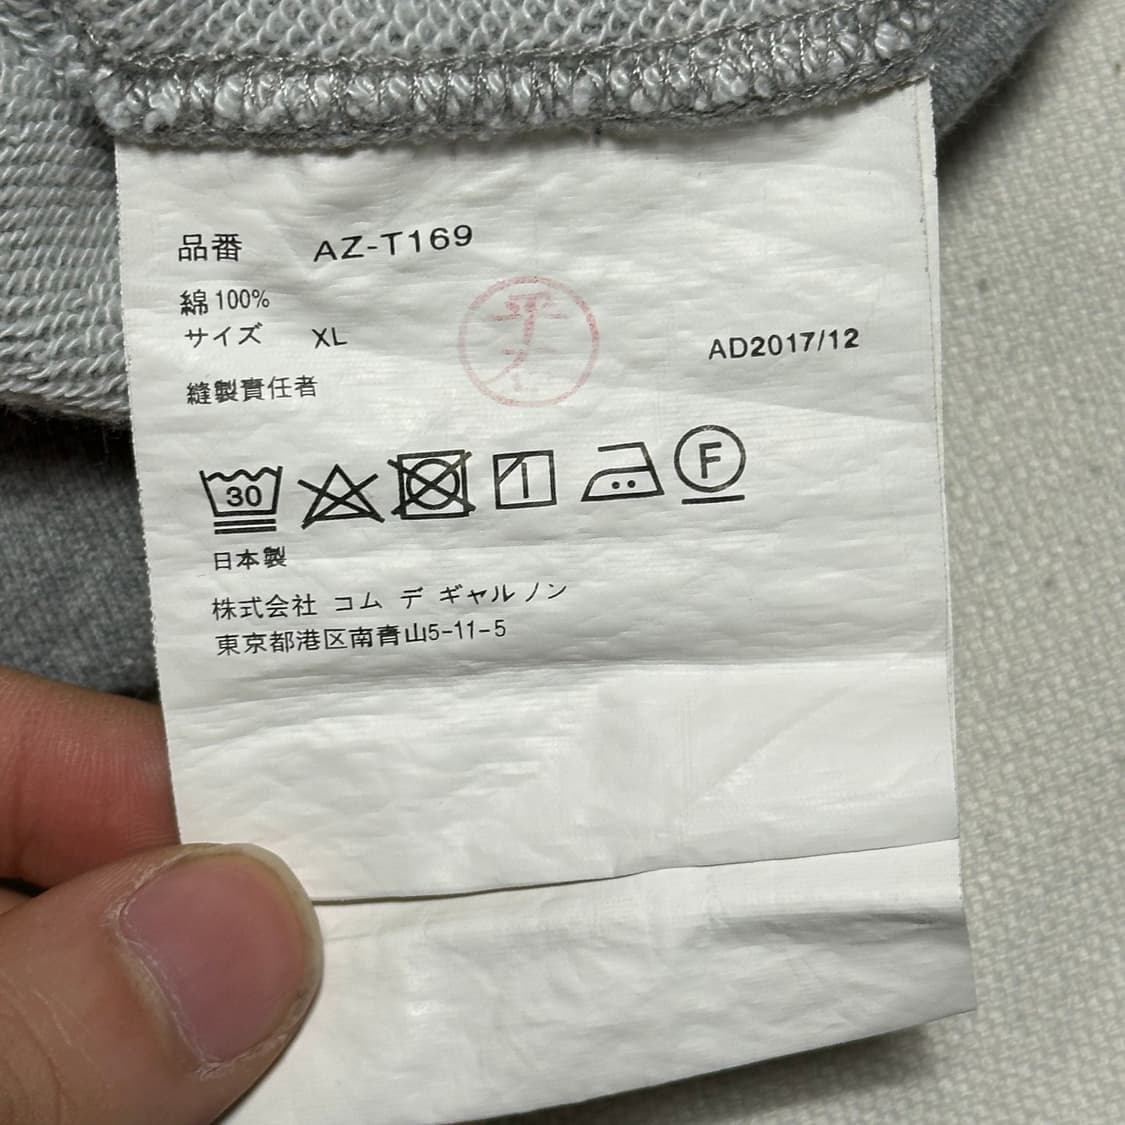 品番 AZ-T169
綿 100%
サイズ XL
AD2017/12
縫製責任者
30
F
日本製
株式会社 コム デ ギャルソン
東京都港区南青山5-11-5